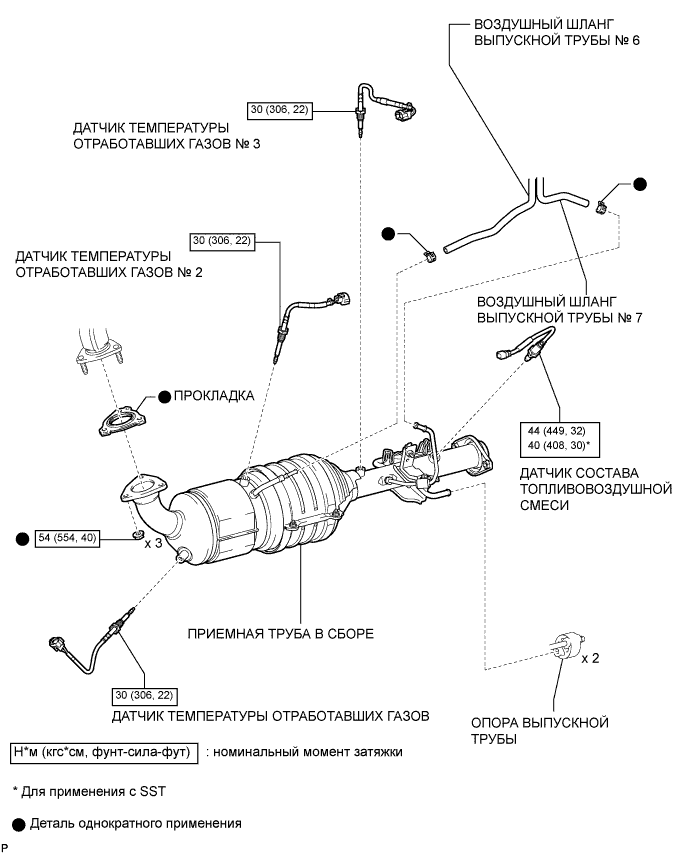 ВОЗДУШНЫЙ ШЛАНГ
ВЫПУСКНОЙ ТРУБЫ № 6
30 (306, 22)
ДАТЧИК ТЕМПЕРАТУРЫ
ОТРАБОТАВШИХ ГАЗОВ № 3
30 (306, 22)
ДАТЧИК ТЕМПЕРАТУРЫ
ОТРАБОТАВШИХ ГАЗОВ № 2
ВОЗДУШНЫЙ ШЛАНГ
ВЫПУСКНОЙ ТРУБЫ № 7
ПРОКЛАДКА
44 (449, 32)
40 (408, 30)*
ДАТЧИК СОСТАВА
ТОПЛИВОВОЗДУШНОЙ
СМЕСИ
54 (554, 40)
x 3
ПРИЕМНАЯ ТРУБА В СБОРЕ
x 2
30 (306, 22)
ДАТЧИК ТЕМПЕРАТУРЫ ОТРАБОТАВШИХ ГАЗОВ
ОПОРА ВЫПУСКНОЙ
ТРУБЫ
Н*м (кгс*см, фунт-сила-фут) : номинальный момент затяжки
* Для применения с SST
Деталь однократного применения
P